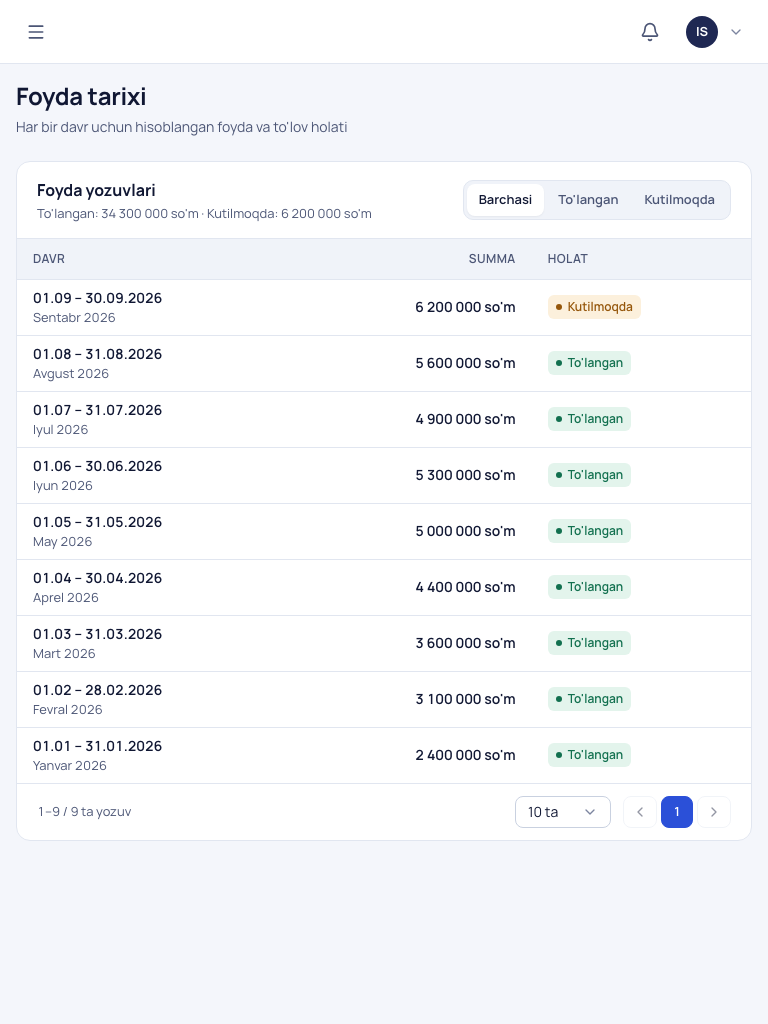 IS
Foyda tarixi
Har bir davr uchun hisoblangan foyda va to'lov holati
Foyda yozuvlari
To'langan: 34 300 000 so'm · Kutilmoqda: 6 200 000 so'm
Barchasi To'langan Kutilmoqda
DAVR SUMMA HOLAT
01.09 – 30.09.2026
Sentabr 2026
6 200 000 so'm
Kutilmoqda
01.08 – 31.08.2026
Avgust 2026
5 600 000 so'm
To'langan
01.07 – 31.07.2026
Iyul 2026
4 900 000 so'm
To'langan
01.06 – 30.06.2026
Iyun 2026
5 300 000 so'm
To'langan
01.05 – 31.05.2026
May 2026
5 000 000 so'm
To'langan
01.04 – 30.04.2026
Aprel 2026
4 400 000 so'm
To'langan
01.03 – 31.03.2026
Mart 2026
3 600 000 so'm
To'langan
01.02 – 28.02.2026
Fevral 2026
3 100 000 so'm
To'langan
01.01 – 31.01.2026
Yanvar 2026
2 400 000 so'm
To'langan
1–9 / 9 ta yozuv
10 ta
1